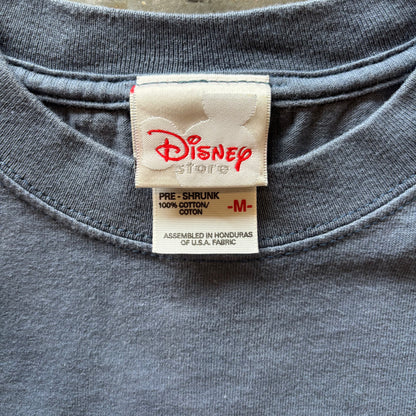 Disney
store
PRE - SHRUNK
100% COTTON/
COTON
-M-
ASSEMBLED IN HONDURAS
OF U.S.A. FABRIC